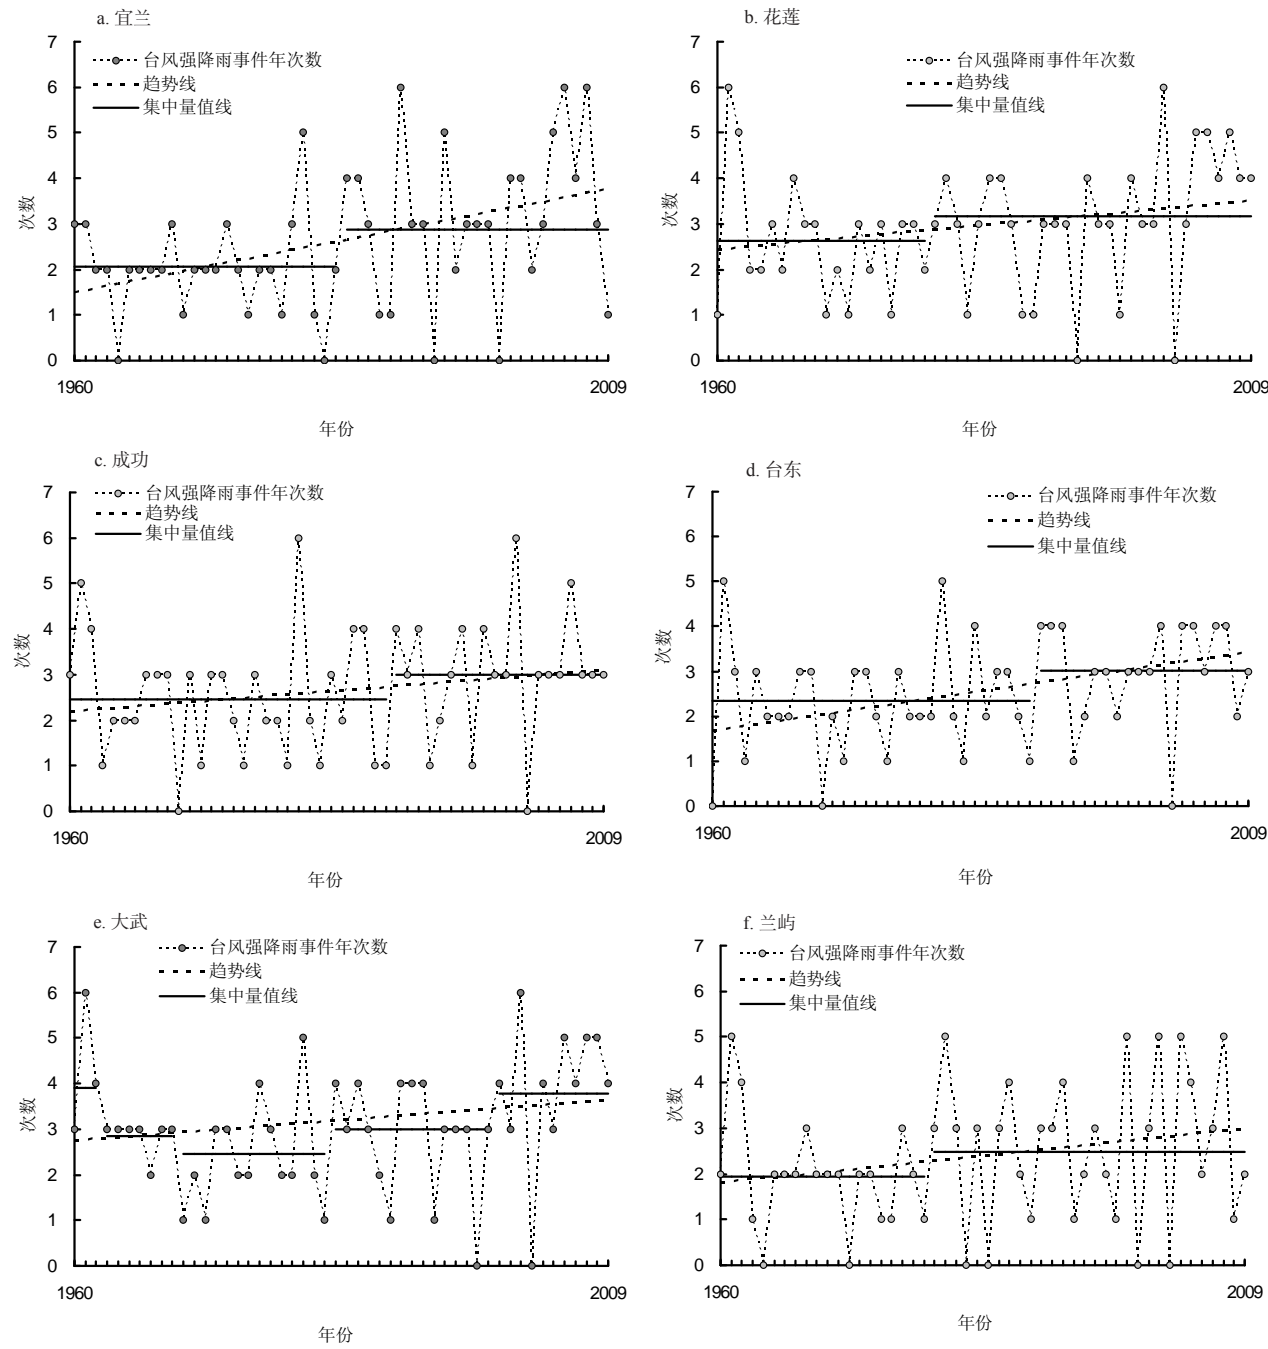 a. 宜兰
7
6
5
4
3
2
1
0
次数
台风强降雨事件年次数
趋势线
集中量值线
1960
2009
年份
b. 花莲
7
6
5
4
3
2
1
0
次数
台风强降雨事件年次数
趋势线
集中量值线
1960
2009
年份
c. 成功
7
6
5
4
3
2
1
0
次数
台风强降雨事件年次数
趋势线
集中量值线
1960
2009
年份
d. 台东
7
6
5
4
3
2
1
0
次数
台风强降雨事件年次数
趋势线
集中量值线
1960
2009
年份
e. 大武
7
6
5
4
3
2
1
0
次数
台风强降雨事件年次数
趋势线
集中量值线
1960
2009
年份
f. 兰屿
7
6
5
4
3
2
1
0
次数
台风强降雨事件年次数
趋势线
集中量值线
1960
2009
年份